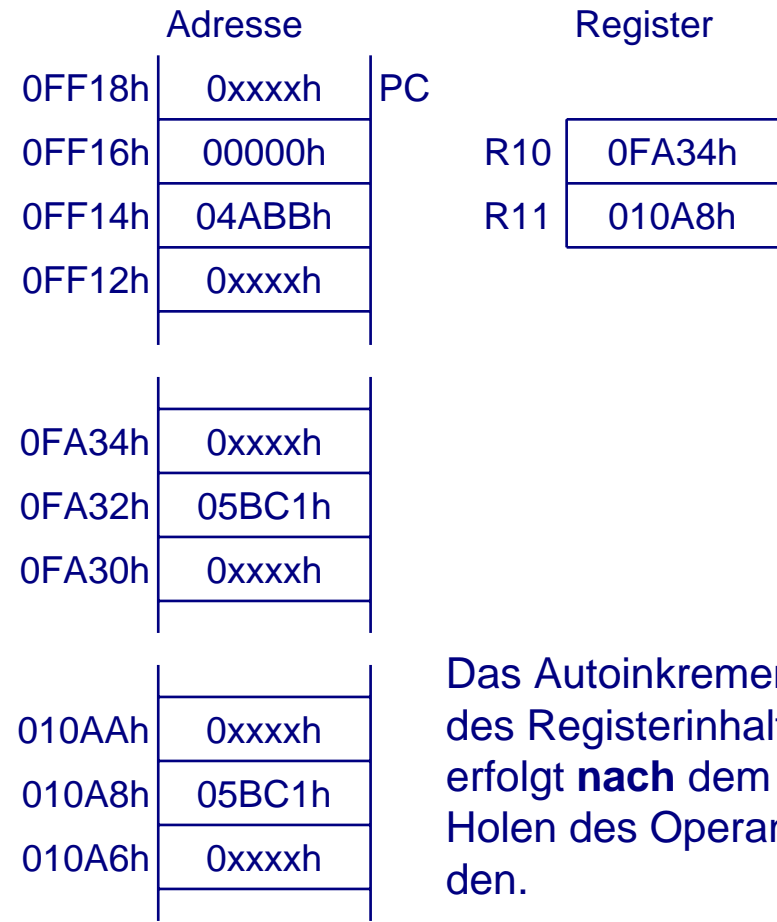 Adresse Register
0FF18h 0xxxxh PC
0FF16h 00000h R10 0FA34h
0FF14h 04ABBh R11 010A8h
0FF12h 0xxxxh
0FA34h 0xxxxh
0FA32h 05BC1h
0FA30h 0xxxxh
Das Autoinkremen
010AAh 0xxxxh des Registerinhalt
010A8h 05BC1h erfolgt nach dem
010A6h 0xxxxh Holen des Operan
den.